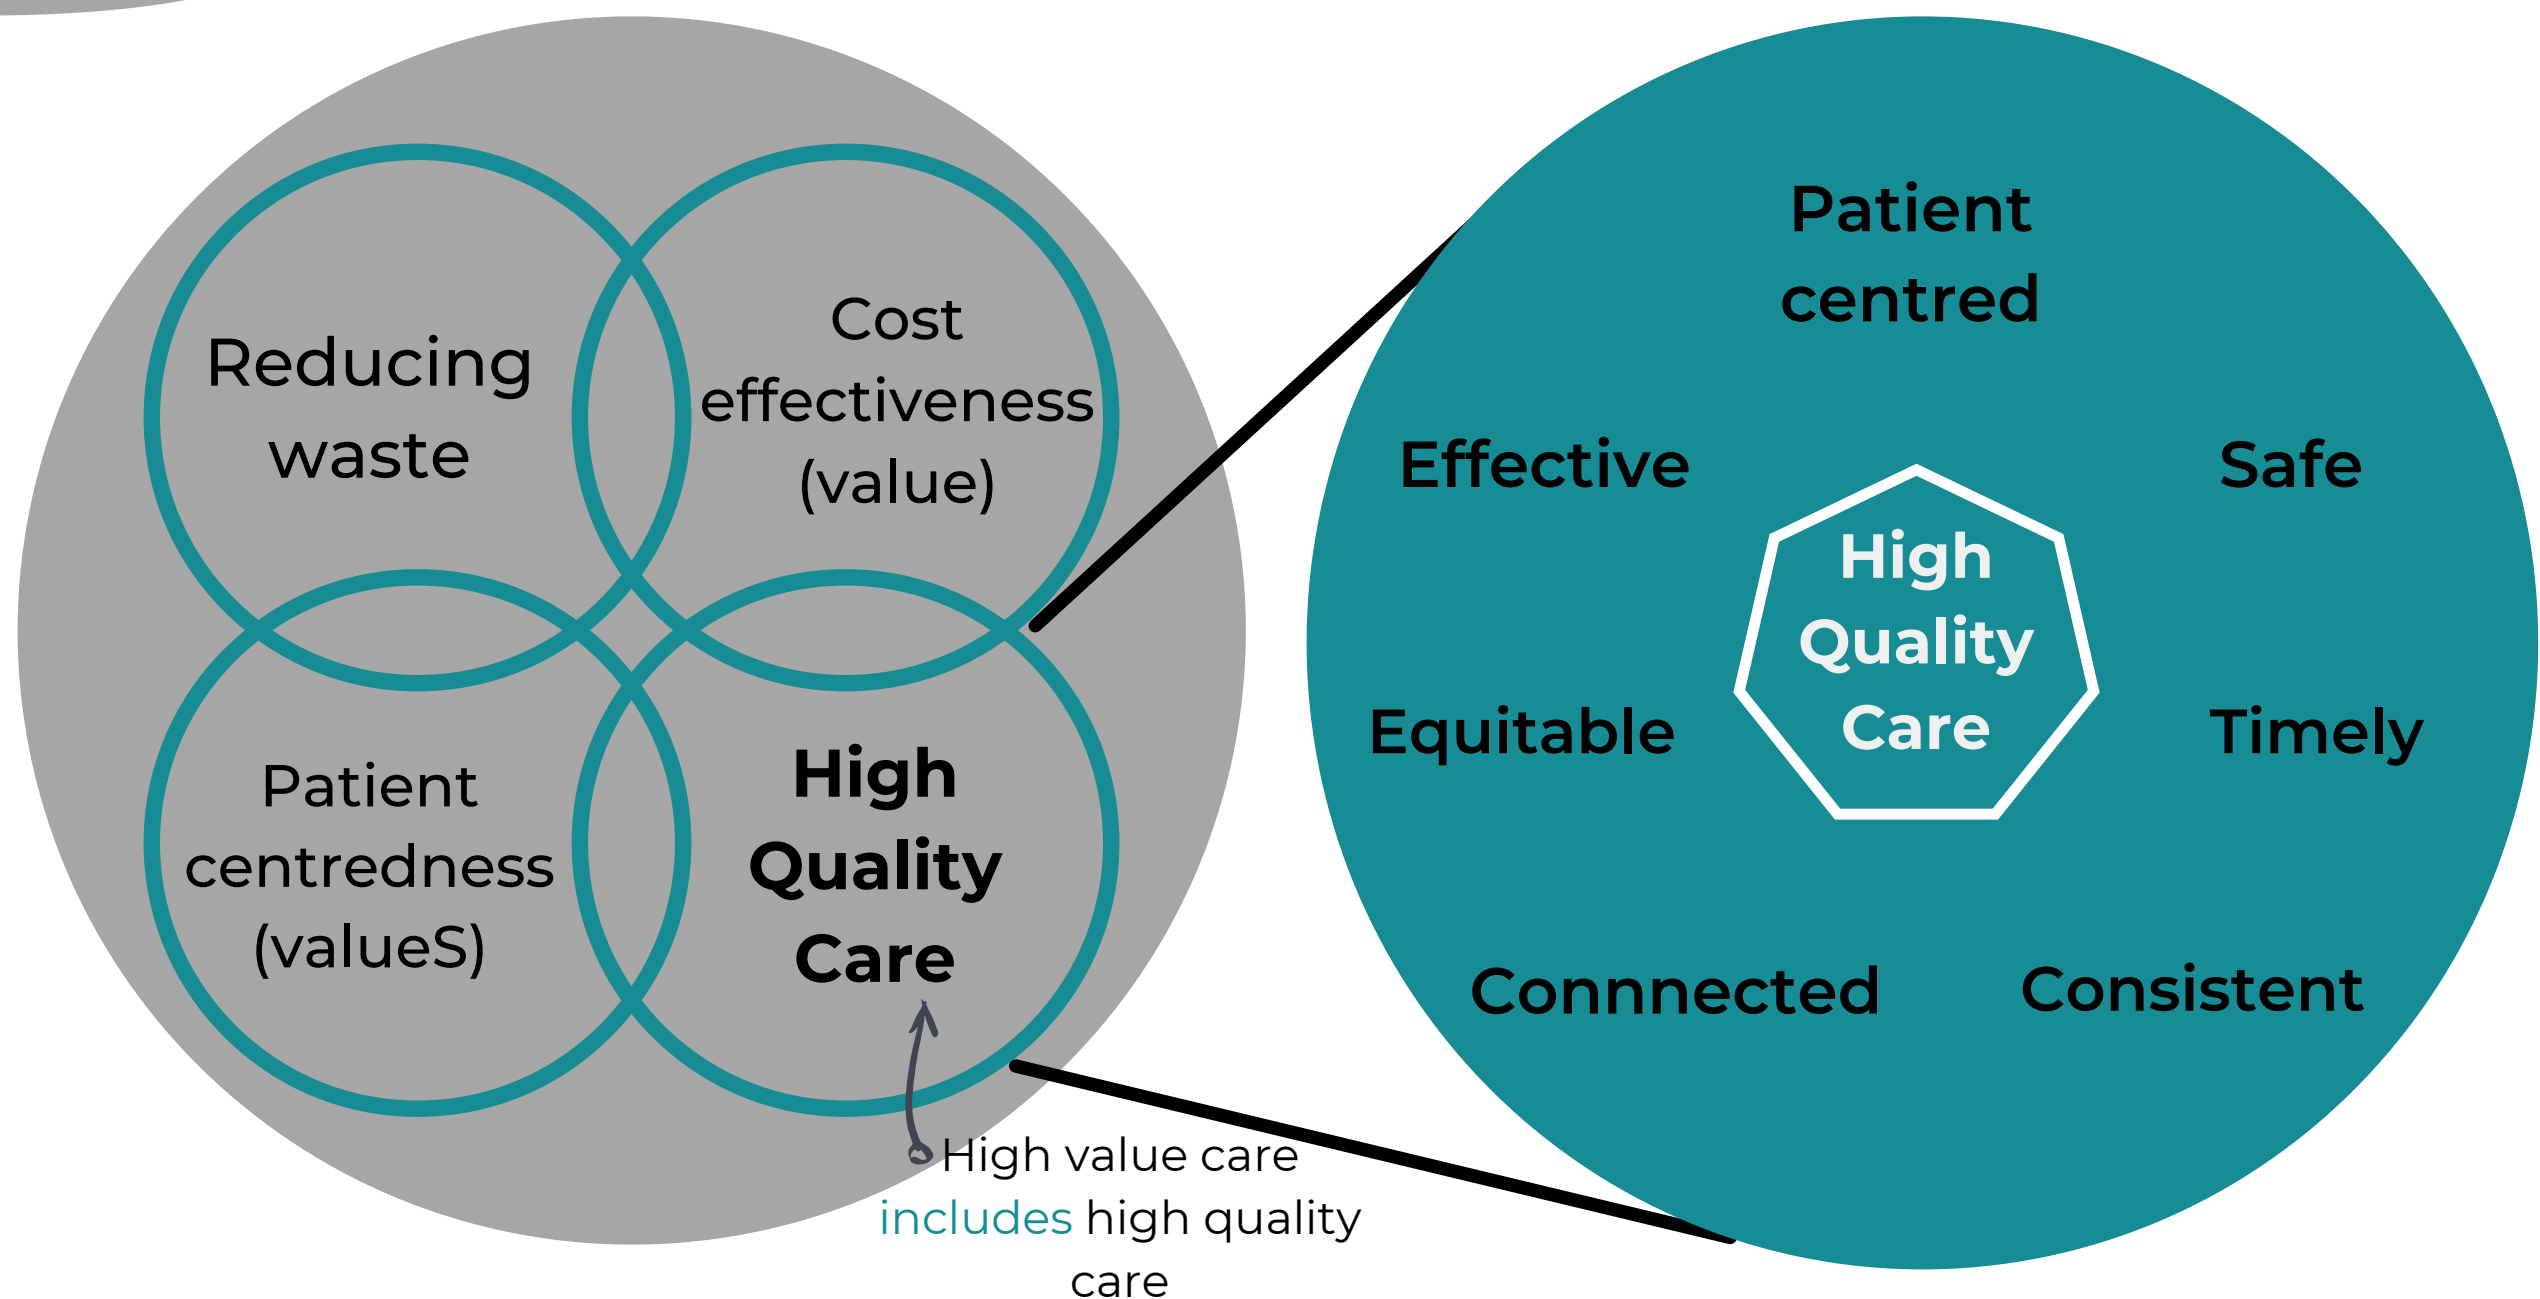 Reducing
waste
Cost
effectiveness
(value)
Patient
centredness
(valueS)
High
Quality
Care
High value care
includes high quality
care
Patient
centred
Effective
Safe
High
Quality
Care
Equitable
Timely
Connnected
Consistent